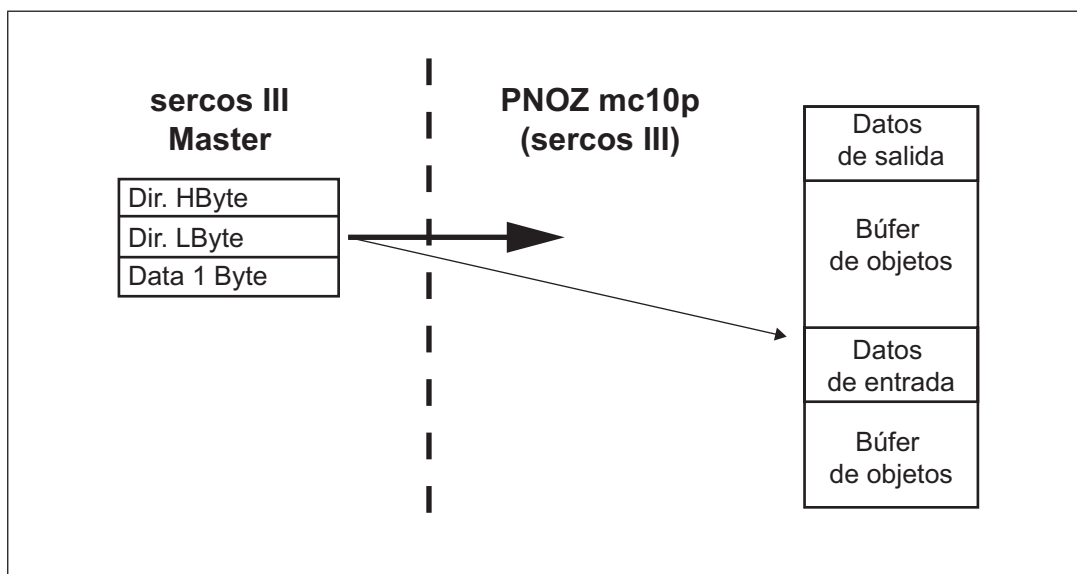 sercos III
Master
Dir. HByte
Dir. LByte
Data 1 Byte
PNOZ mc10p
(sercos III)
Datos
de salida
Búfer
de objetos
Datos
de entrada
Búfer
de objetos